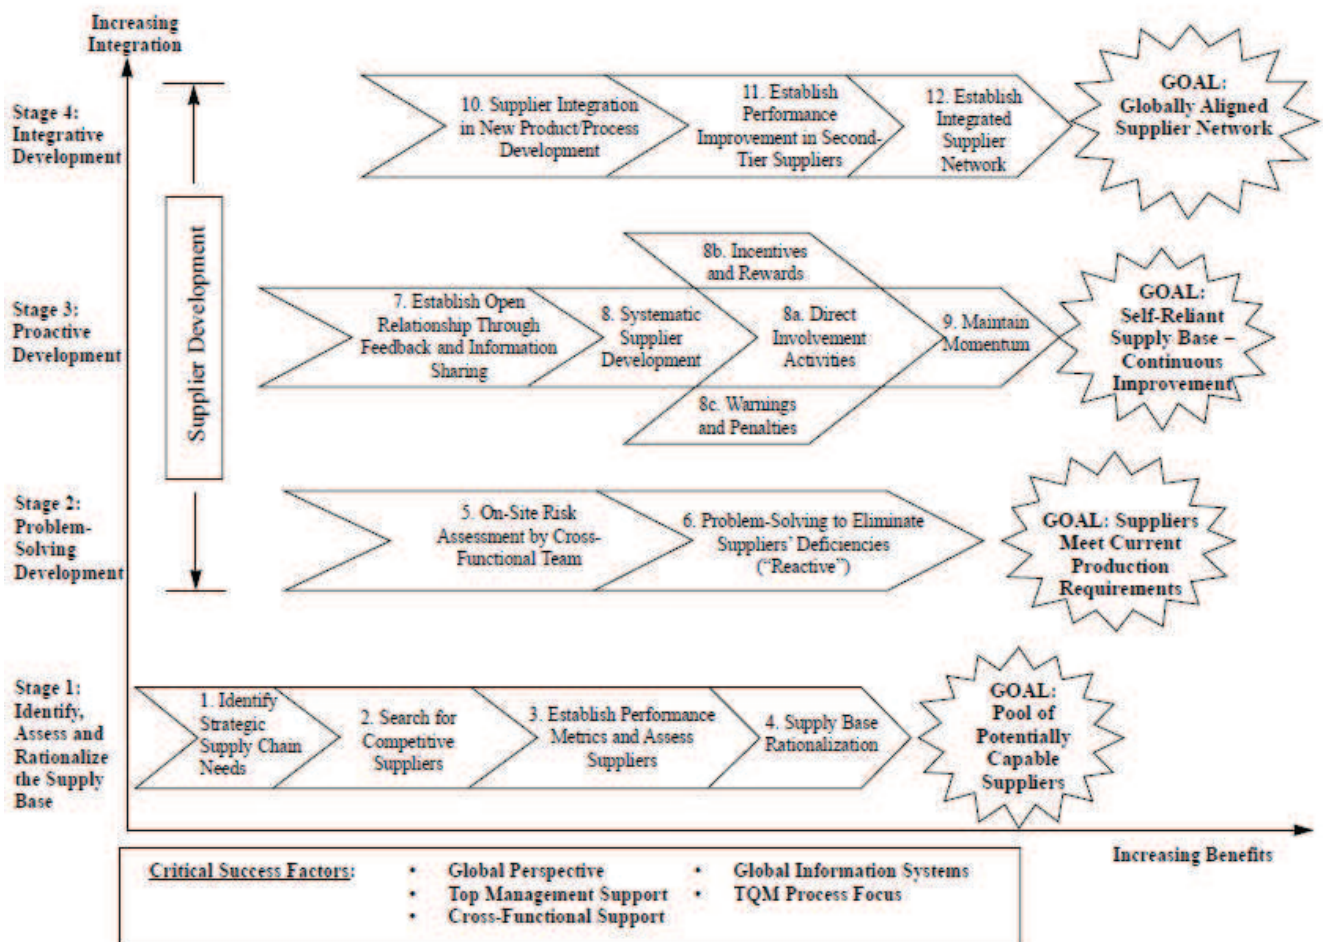 Increasing
Integration
Stage 4:
Integrative
Development
10. Supplier Integration
in New Product/Process
Development
11. Establish
Performance
Improvement in Second-
Tier Suppliers
12. Establish
Integrated
Supplier
Network
GOAL:
Globally Aligned
Supplier Network
Supplier Development
Stage 3:
Proactive
Development
7. Establish Open
Relationship Through
Feedback and Information
Sharing
8. Systematic
Supplier
Development
8b. Incentives
and Rewards
8a. Direct
Involvement
Activities
8c. Warnings
and Penalties
9. Maintain
Momentum
GOAL:
Self-Reliant
Supply Base –
Continuous
Improvement
Stage 2:
Problem-
Solving
Development
5. On-Site Risk
Assessment by Cross-
Functional Team
6. Problem-Solving to Eliminate
Suppliers’ Deficiencies
(“Reactive”)
GOAL: Suppliers
Meet Current
Production
Requirements
Stage 1:
Identify,
Assess and
Rationalize
the Supply
Base
1. Identify
Strategic
Supply Chain
Needs
2. Search for
Competitive
Suppliers
3. Establish Performance
Metrics and Assess
Suppliers
4. Supply Base
Rationalization
GOAL:
Pool of
Potentially
Capable
Suppliers
Increasing Benefits
Critical Success Factors:
• Global Perspective
• Top Management Support
• Cross-Functional Support
• Global Information Systems
• TQM Process Focus